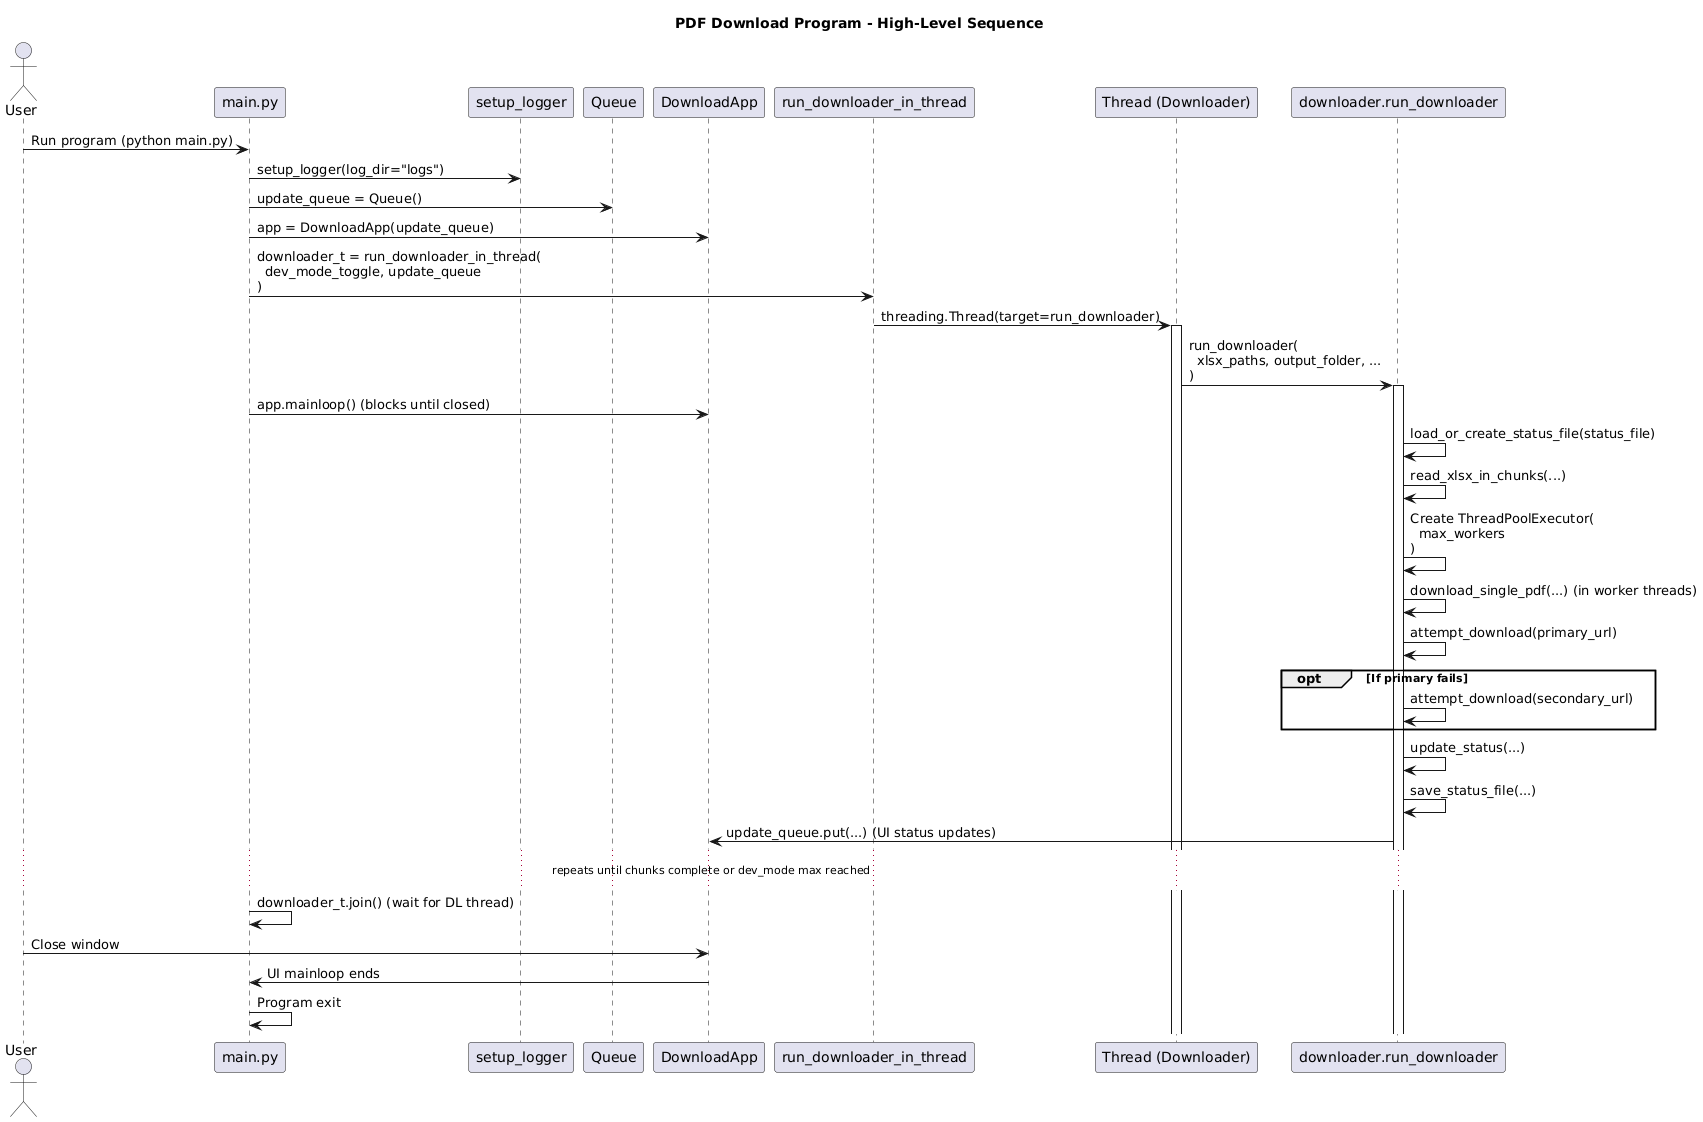 PDF Download Program - High-Level Sequence
User
main.py
setup_logger
Queue
DownloadApp
run_downloader_in_thread
Thread (Downloader)
downloader.run_downloader
Run program (python main.py)
setup_logger(log_dir="logs")
update_queue = Queue()
app = DownloadApp(update_queue)
downloader_t = run_downloader_in_thread(
dev_mode_toggle, update_queue
)
threading.Thread(target=run_downloader)
run_downloader(
xlsx_paths, output_folder, ...
)
app.mainloop() (blocks until closed)
load_or_create_status_file(status_file)
read_xlsx_in_chunks(...)
Create ThreadPoolExecutor(
max_workers
)
download_single_pdf(...) (in worker threads)
attempt_download(primary_url)
opt
[If primary fails]
attempt_download(secondary_url)
update_status(...)
save_status_file(...)
update_queue.put(...) (UI status updates)
repeats until chunks complete or dev_mode max reached
downloader_t.join() (wait for DL thread)
Close window
UI mainloop ends
Program exit
User
main.py
setup_logger
Queue
DownloadApp
run_downloader_in_thread
Thread (Downloader)
downloader.run_downloader